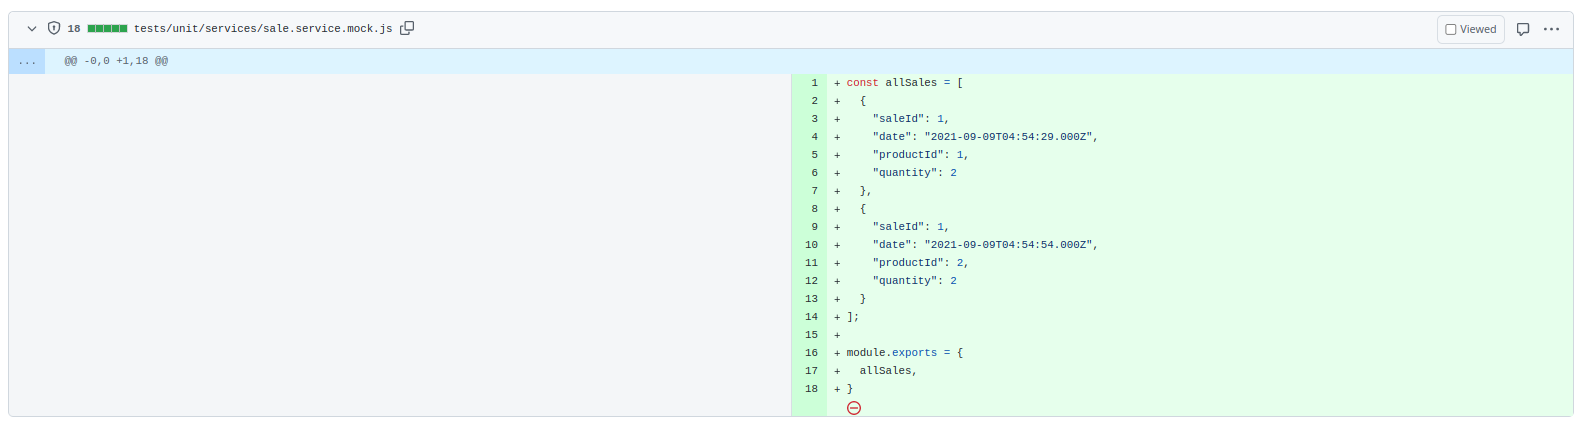 18 tests/unit/services/sale.service.mock.js Viewed
... @@ -0,0 +1,18 @@
1 + const allSales = [
2 + {
3 + "saleId": 1,
4 + "date": "2021-09-09T04:54:29.000Z",
5 + "productId": 1,
6 + "quantity": 2
7 + },
8 + {
9 + "saleId": 1,
10 + "date": "2021-09-09T04:54:54.000Z",
11 + "productId": 2,
12 + "quantity": 2
13 + }
14 + ];
15 +
16 + module.exports = {
17 + allSales,
18 + }